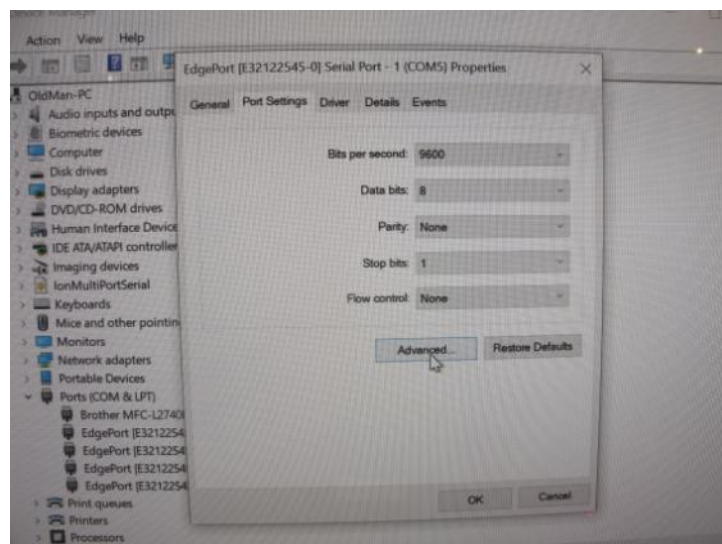 Device Manager
Action View Help
EdgePort [E32122545-0] Serial Port - 1 (COM5) Properties
General Port Settings Driver Details Events
Bits per second: 9600
Data bits: 8
Parity: None
Stop bits: 1
Flow control: None
Advanced... Restore Defaults
OK Cancel
OldMan-PC
Audio inputs and outpu
Biometric devices
Computer
Disk drives
Display adapters
DVD/CD-ROM drives
Human Interface Device
IDE ATA/ATAPI controller
Imaging devices
IonMultiPortSerial
Keyboards
Mice and other pointin
Monitors
Network adapters
Portable Devices
Ports (COM & LPT)
Brother MFC-L2740
EdgePort [E3212254
EdgePort [E3212254
EdgePort [E3212254
EdgePort [E3212254
Print queues
Printers
Processors